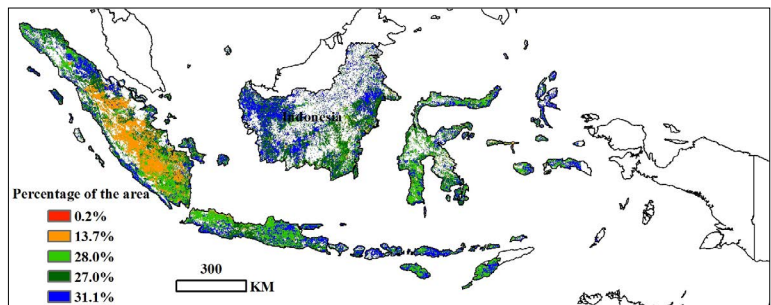 Indonesia
Percentage of the area
0.2%
13.7%
28.0%
27.0%
31.1%
300
KM